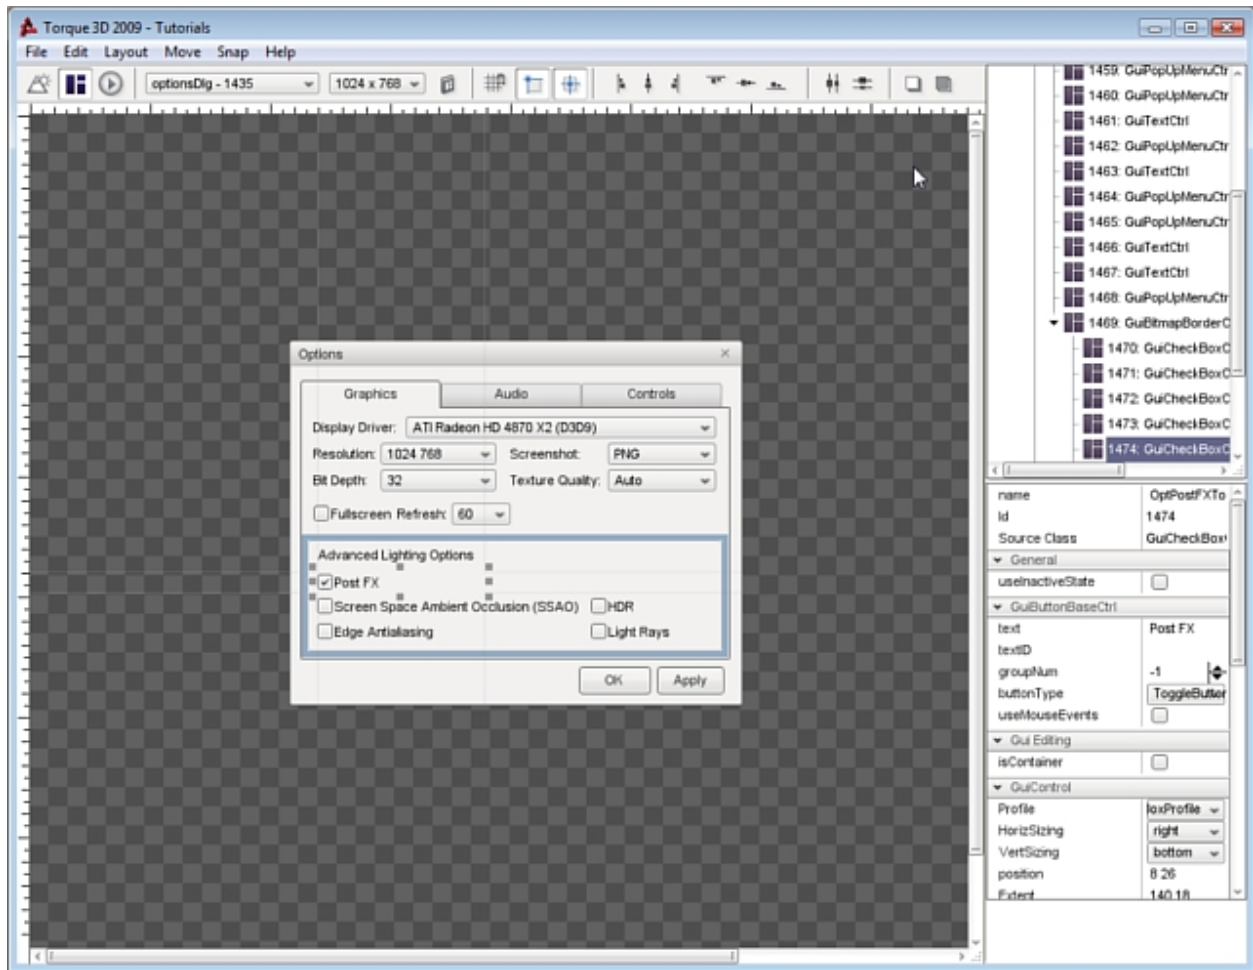 Torque 3D 2009 - Tutorials
File Edit Layout Move Snap Help
optionsDlg - 1435
1024 x 768
1459: GuiPopUpMenuCtr
1460: GuiPopUpMenuCtr
1461: GuiTextCtrl
1462: GuiPopUpMenuCtr
1463: GuiTextCtrl
1464: GuiPopUpMenuCtr
1465: GuiPopUpMenuCtr
1466: GuiTextCtrl
1467: GuiTextCtrl
1468: GuiPopUpMenuCtr
1469: GuiBitmapBorderC
1470: GuiCheckBoxC
1471: GuiCheckBoxC
1472: GuiCheckBoxC
1473: GuiCheckBoxC
1474: GuiCheckBoxC
Options
Graphics Audio Controls
Display Driver: ATI Radeon HD 4870 X2 (D3D9)
Resolution: 1024 768 Screenshot: PNG
Bit Depth: 32 Texture Quality: Auto
Fullscreen Refresh: 60
Advanced Lighting Options
Post FX
Screen Space Ambient Occlusion (SSAO) HDR
Edge Antialiasing Light Rays
OK Apply
name OptPostFXTo
Id 1474
Source Class GuiCheckBox
General
useInactiveState
GuiButtonBaseCtrl
text Post FX
textID
groupNum -1
buttonType ToggleButton
useMouseEvents
Gui Editing
isContainer
GuiControl
Profile loxProfile
HorizSizing right
VertSizing bottom
position 8 26
Extent 140 18